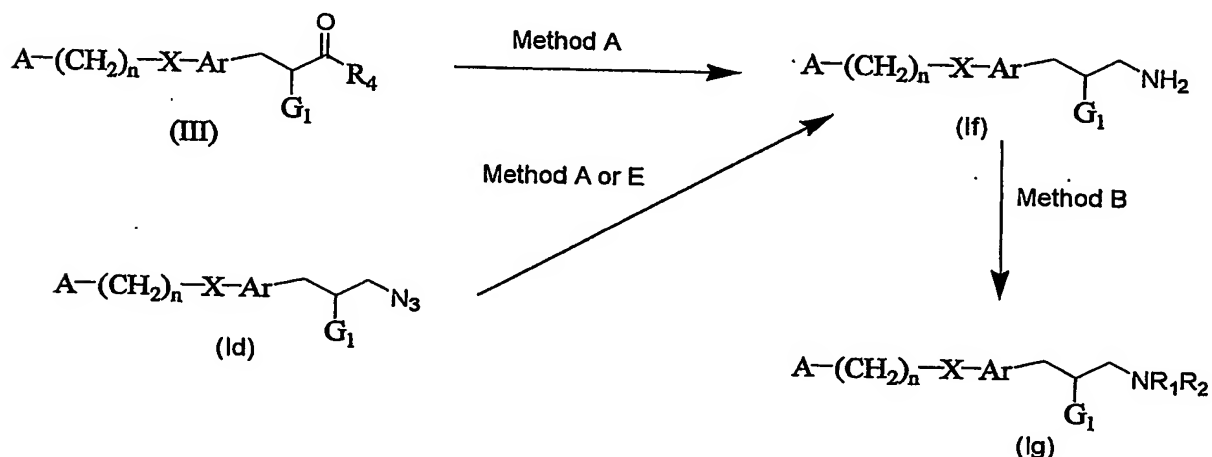 A–(CH₂)ₙ–X–Ar O R₄ G₁
(III)
Method A
A–(CH₂)ₙ–X–Ar NH₂ G₁
(If)
Method A or E
Method B
A–(CH₂)ₙ–X–Ar N₃ G₁
(Id)
A–(CH₂)ₙ–X–Ar NR₁R₂ G₁
(Ig)